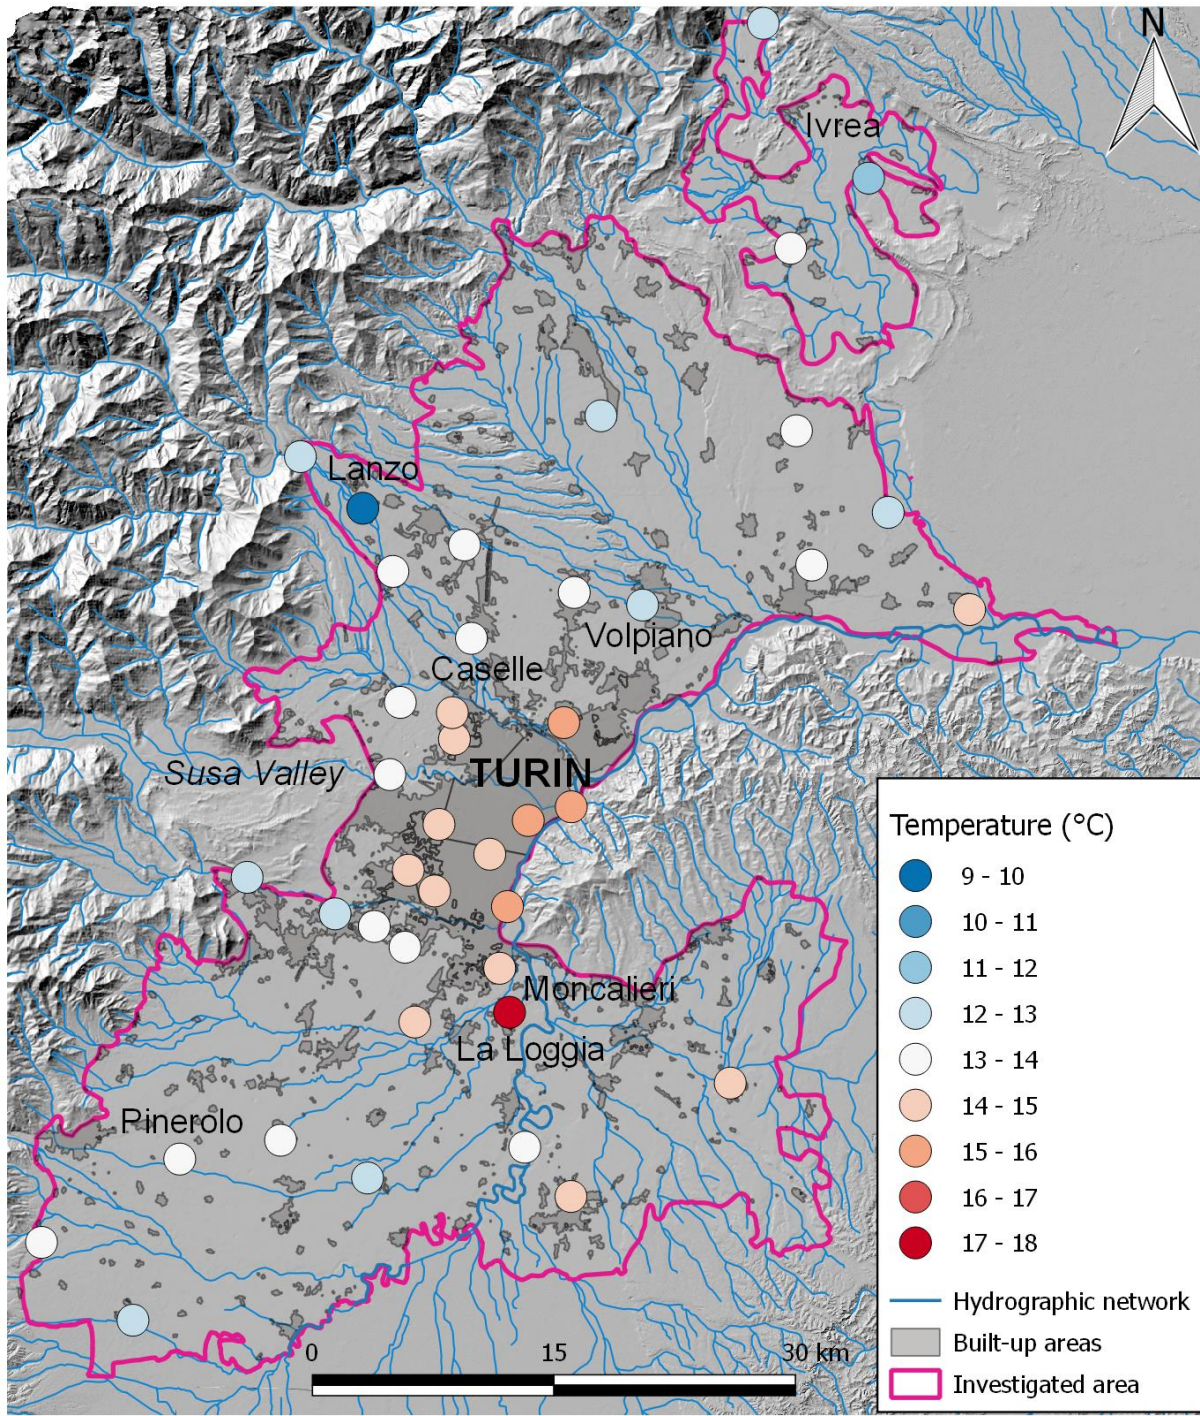 N
Ivrea
Lanzo
Volpiano
Caselle
Susa Valley
TURIN
Moncalieri
La Loggia
Pinerolo
0 15 30 km
Temperature (°C)
9 - 10
10 - 11
11 - 12
12 - 13
13 - 14
14 - 15
15 - 16
16 - 17
17 - 18
Hydrographic network
Built-up areas
Investigated area